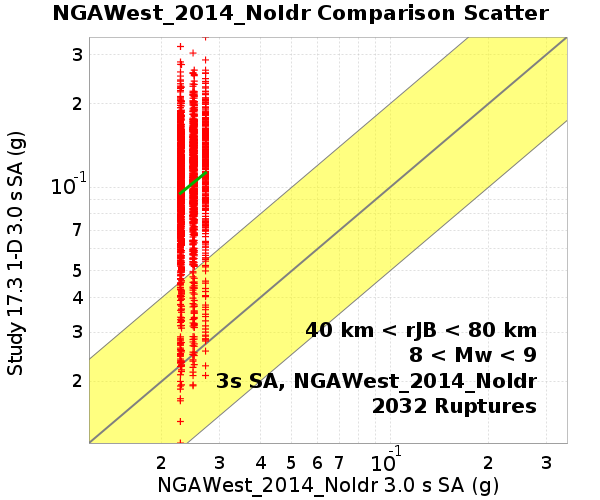 NGAWest_2014_NoIdr Comparison Scatter
Study 17.3 1-D 3.0 s SA (g)
3
2
10-1
7
5
4
3
2
40 km < rJB < 80 km
8 < Mw < 9
3s SA, NGAWest_2014_NoIdr
2032 Ruptures
2 3 4 5 6 7 10-1 2 3
NGAWest_2014_NoIdr 3.0 s SA (g)